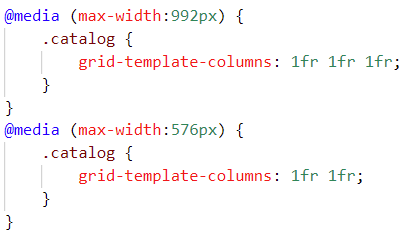 @media (max-width:992px) {
    .catalog {
        grid-template-columns: 1fr 1fr 1fr;
    }
}
@media (max-width:576px) {
    .catalog {
        grid-template-columns: 1fr 1fr;
    }
}